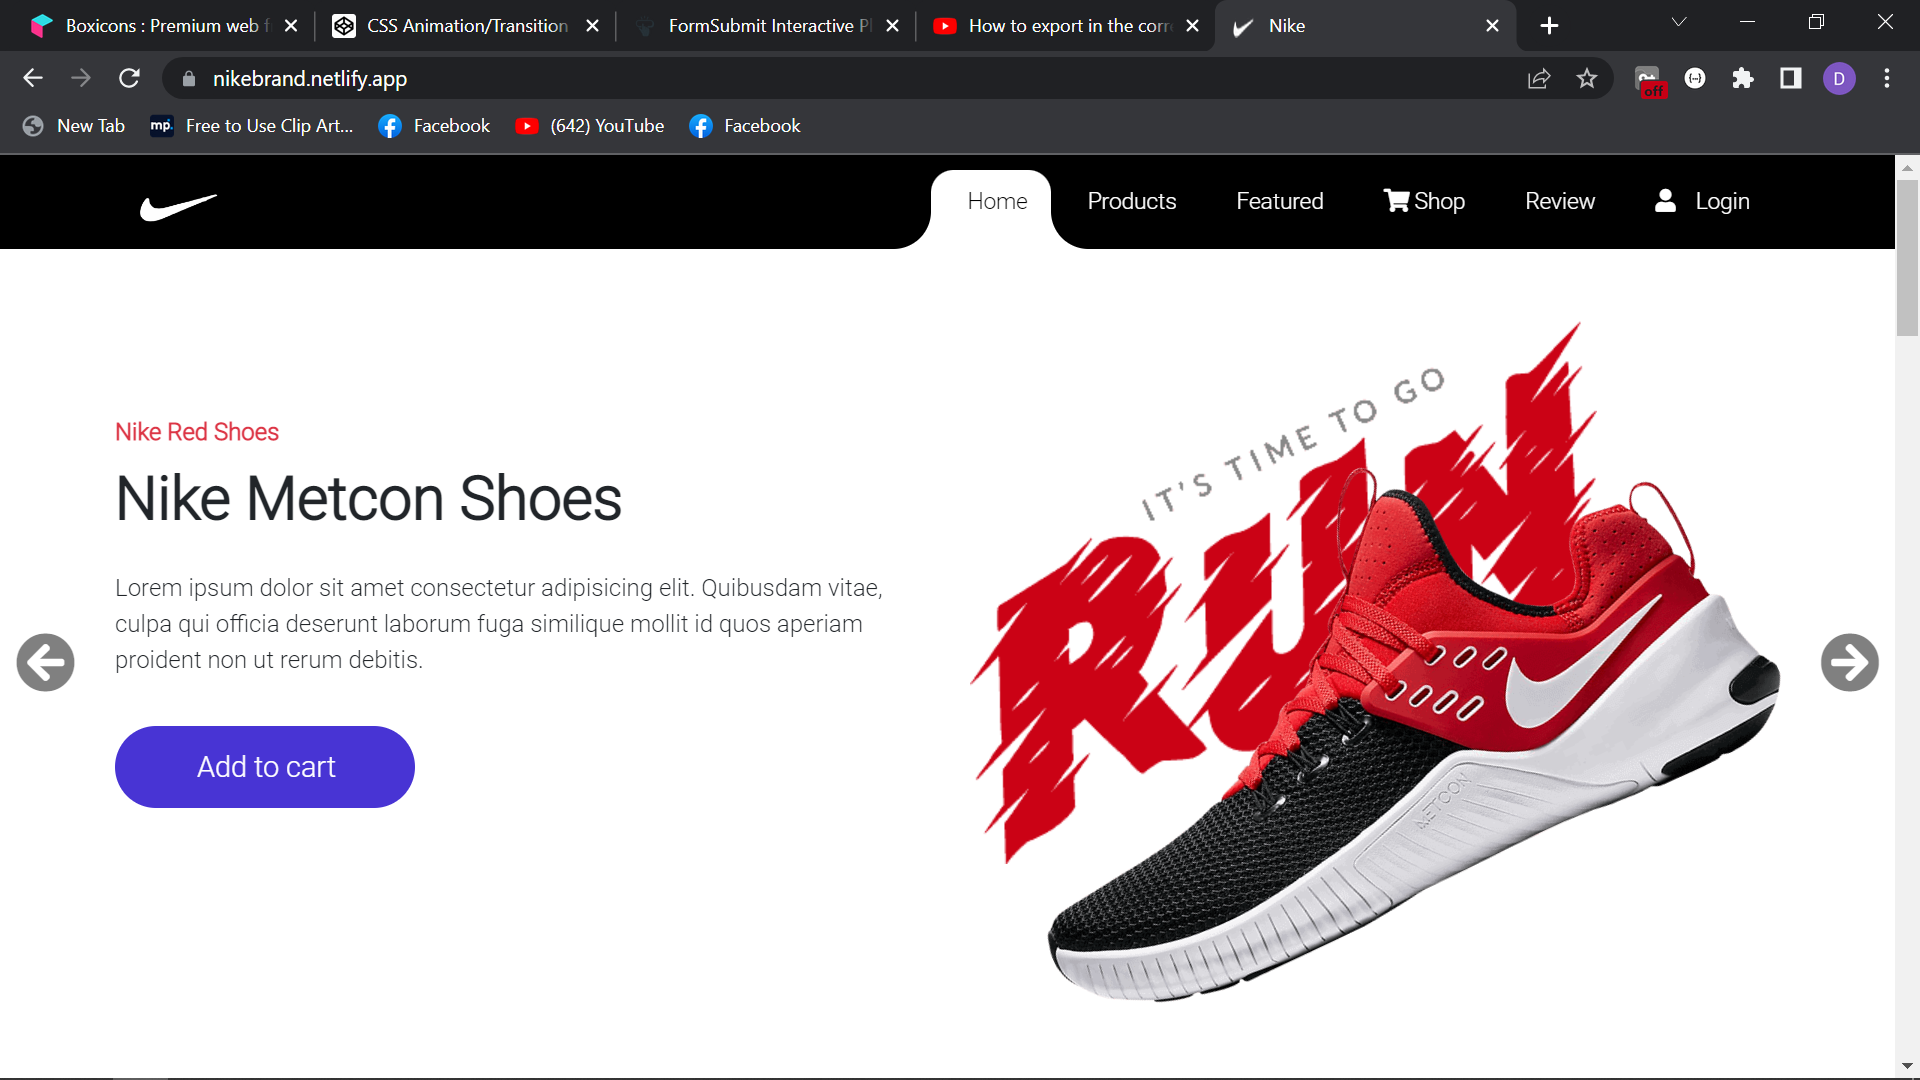 Boxicons : Premium web f
CSS Animation/Transition
FormSubmit Interactive Pl
How to export in the corre
Nike
nikebrand.netlify.app
off
D
New Tab
mp.
Free to Use Clip Art...
Facebook
(642) YouTube
Facebook
Home
Products
Featured
Shop
Review
Login
IT'S TIME TO GO
RUN
Nike Red Shoes
Nike Metcon Shoes
Lorem ipsum dolor sit amet consectetur adipisicing elit. Quibusdam vitae,
culpa qui officia deserunt laborum fuga similique mollit id quos aperiam
proident non ut rerum debitis.
Add to cart
METCON